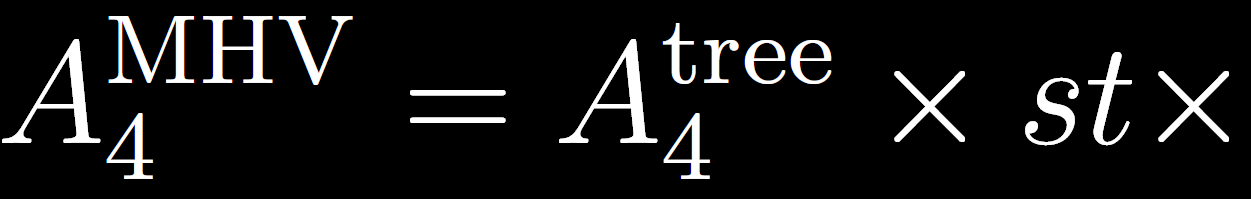 A_4^MHV = A_4^tree × st×